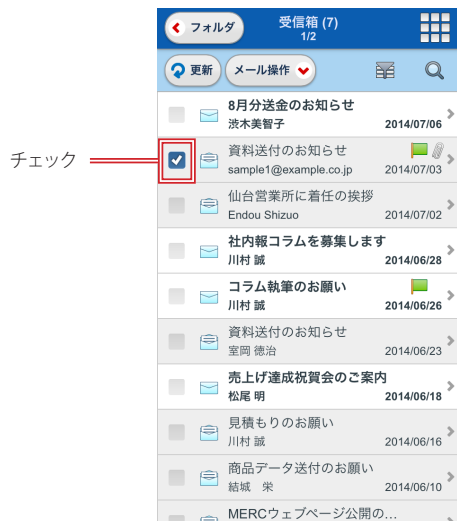 フォルダ
受信箱 (7)
1/2
更新
メール操作
8月分送金のお知らせ
渋木美智子
2014/07/06
チェック
資料送付のお知らせ
sample1@example.co.jp
2014/07/03
仙台営業所に着任の挨拶
Endou Shizuo
2014/07/02
社内報コラムを募集します
川村 誠
2014/06/28
コラム執筆のお願い
川村 誠
2014/06/26
資料送付のお知らせ
室岡 徳治
2014/06/23
売上げ達成祝賀会のご案内
松尾 明
2014/06/18
見積もりのお願い
川村 誠
2014/06/16
商品データ送付のお願い
結城　栄
2014/06/10
MERCウェブページ公開の...